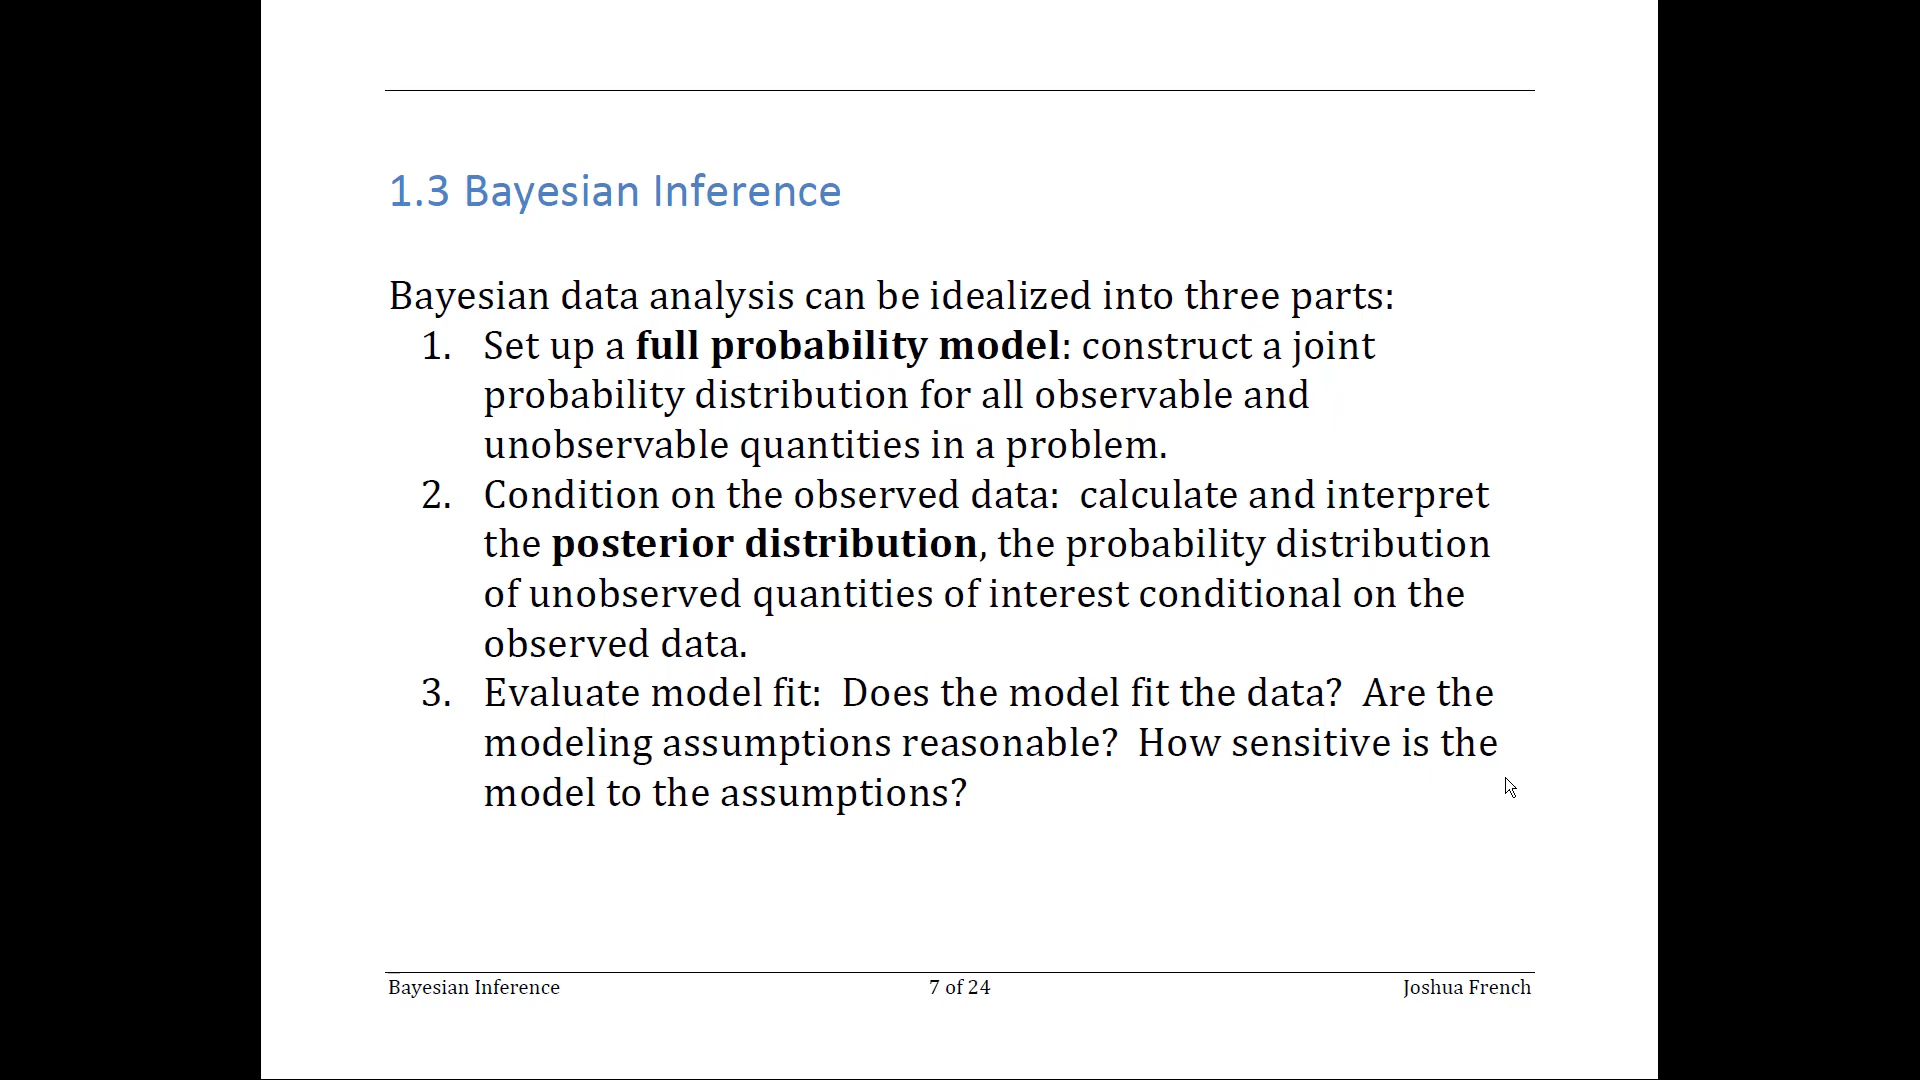 1.3 Bayesian Inference
Bayesian data analysis can be idealized into three parts:
1. Set up a full probability model: construct a joint
probability distribution for all observable and
unobservable quantities in a problem.
2. Condition on the observed data:  calculate and interpret
the posterior distribution, the probability distribution
of unobserved quantities of interest conditional on the
observed data.
3. Evaluate model fit:  Does the model fit the data?  Are the
modeling assumptions reasonable?  How sensitive is the
model to the assumptions?
Bayesian Inference 7 of 24 Joshua French